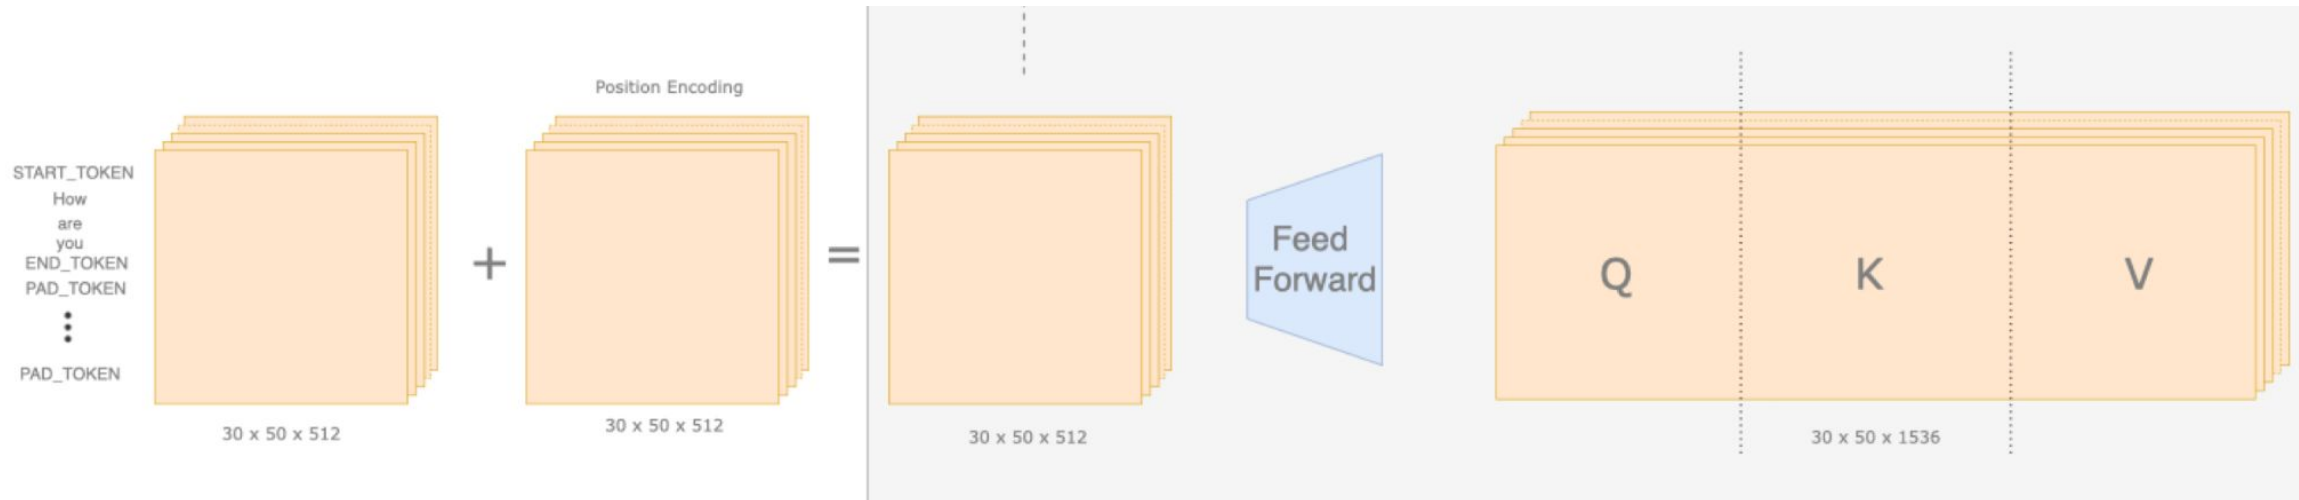 START_TOKEN
How
are
you
END_TOKEN
PAD_TOKEN
PAD_TOKEN
30 x 50 x 512
+
Position Encoding
30 x 50 x 512
=
30 x 50 x 512
Feed
Forward
Q
K
V
30 x 50 x 1536